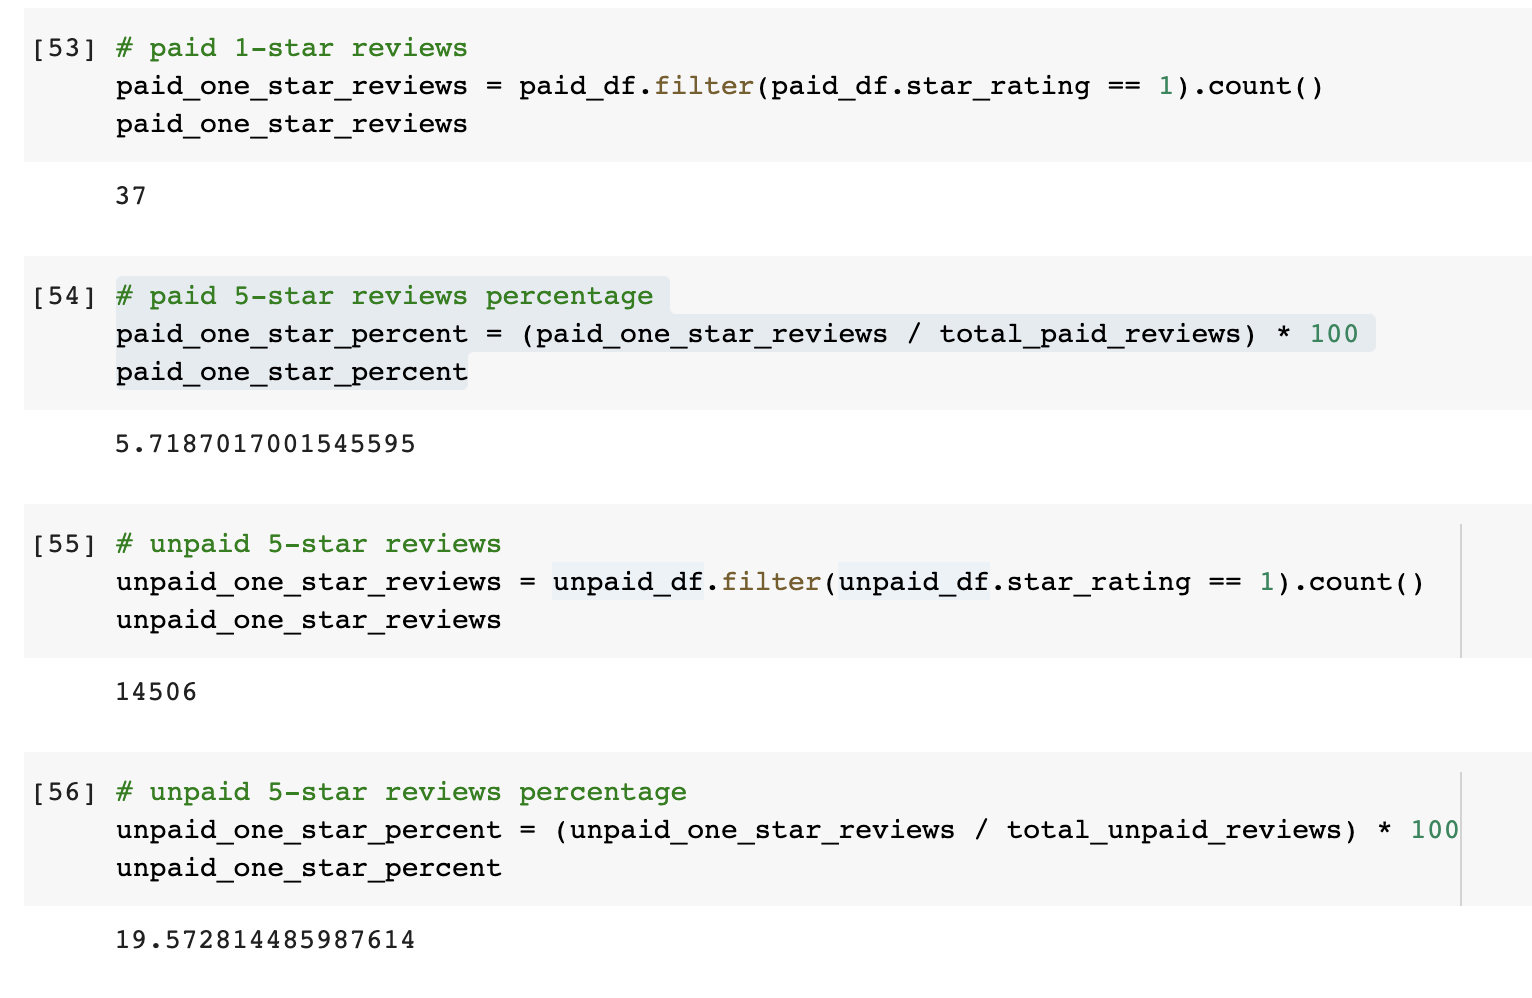 [53] # paid 1-star reviews
paid_one_star_reviews = paid_df.filter(paid_df.star_rating == 1).count()
paid_one_star_reviews
37
[54] # paid 5-star reviews percentage
paid_one_star_percent = (paid_one_star_reviews / total_paid_reviews) * 100
paid_one_star_percent
5.7187017001545595
[55] # unpaid 5-star reviews
unpaid_one_star_reviews = unpaid_df.filter(unpaid_df.star_rating == 1).count()
unpaid_one_star_reviews
14506
[56] # unpaid 5-star reviews percentage
unpaid_one_star_percent = (unpaid_one_star_reviews / total_unpaid_reviews) * 100
unpaid_one_star_percent
19.572814485987614